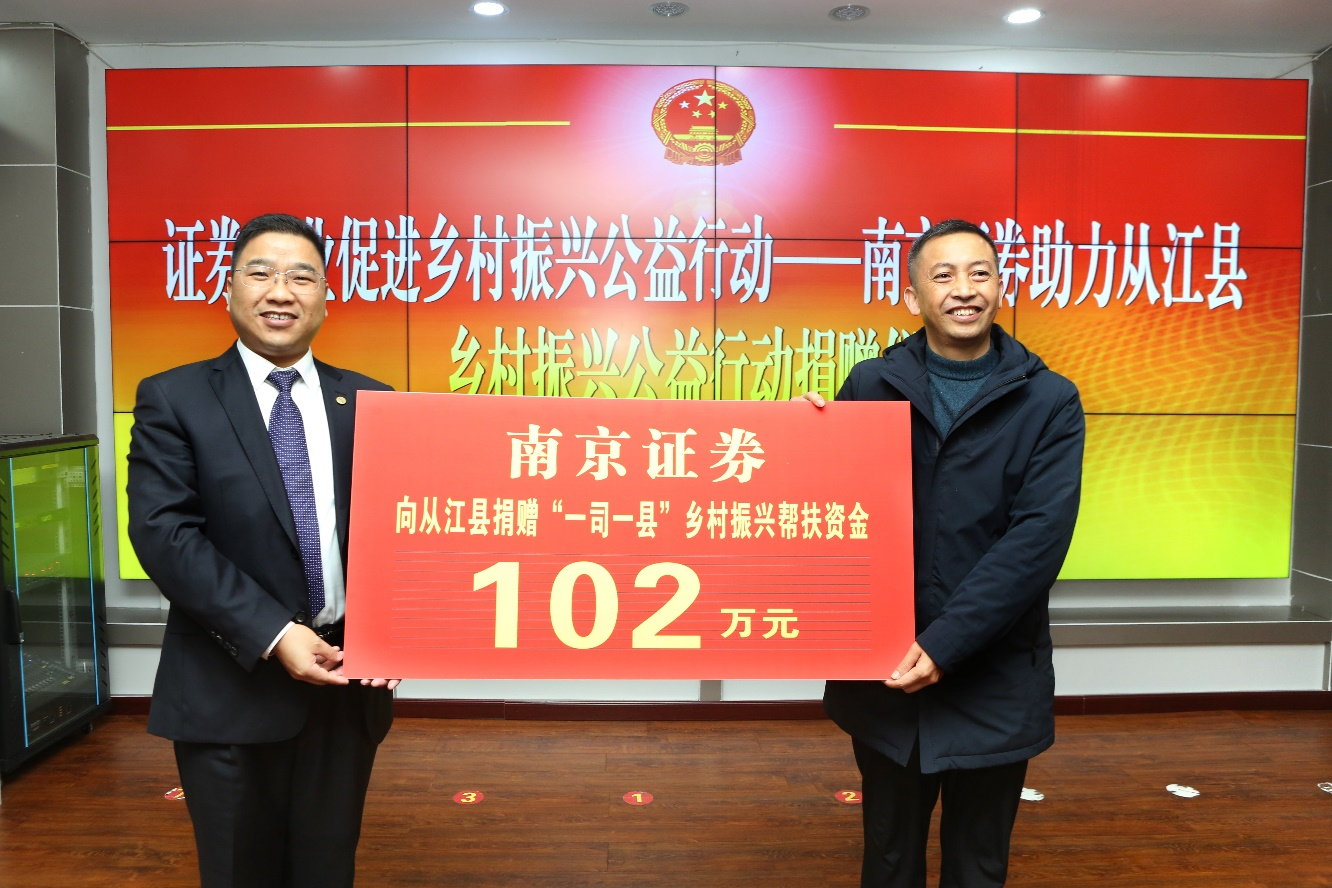 证券 业促进乡村振兴公益行动——南京 券助力从江县
乡村振兴公益行动捐赠
南京证券
向从江县捐赠“一司一县”乡村振兴帮扶资金
102万元
3
1
2